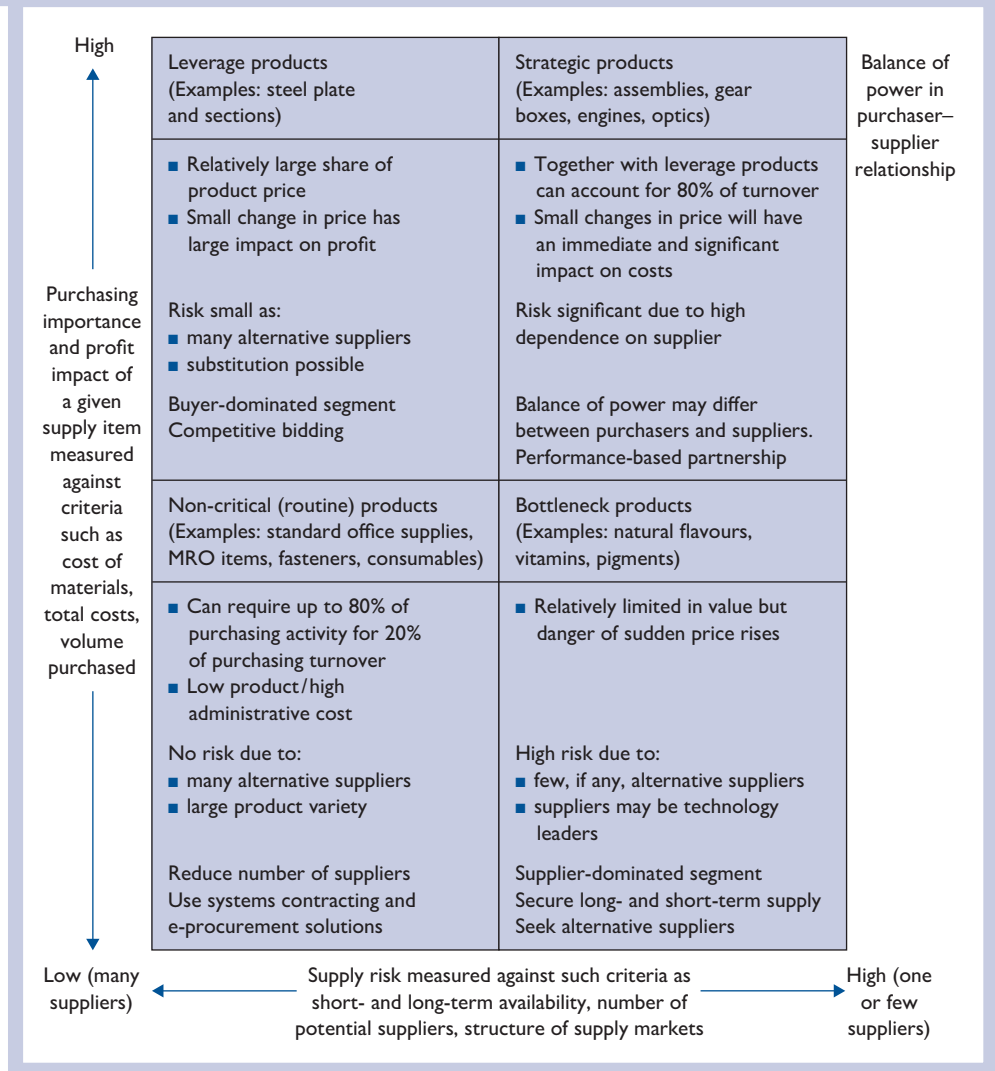 High
Leverage products
(Examples: steel plate
and sections)
Strategic products
(Examples: assemblies, gear
boxes, engines, optics)
Balance of
power in
purchaser–
supplier
relationship
■ Relatively large share of
product price
■ Small change in price has
large impact on profit
Risk small as:
■ many alternative suppliers
■ substitution possible
Buyer-dominated segment
Competitive bidding
■ Together with leverage products
can account for 80% of turnover
■ Small changes in price will have
an immediate and significant
impact on costs
Risk significant due to high
dependence on supplier
Balance of power may differ
between purchasers and suppliers.
Performance-based partnership
Purchasing
importance
and profit
impact of
a given
supply item
measured
against
criteria
such as
cost of
materials,
total costs,
volume
purchased
Non-critical (routine) products
(Examples: standard office supplies,
MRO items, fasteners, consumables)
Bottleneck products
(Examples: natural flavours,
vitamins, pigments)
■ Can require up to 80% of
purchasing activity for 20%
of purchasing turnover
■ Low product/high
administrative cost
No risk due to:
■ many alternative suppliers
■ large product variety
Reduce number of suppliers
Use systems contracting and
e-procurement solutions
■ Relatively limited in value but
danger of sudden price rises
High risk due to:
■ few, if any, alternative suppliers
■ suppliers may be technology
leaders
Supplier-dominated segment
Secure long- and short-term supply
Seek alternative suppliers
Low (many
suppliers)
Supply risk measured against such criteria as
short- and long-term availability, number of
potential suppliers, structure of supply markets
High (one
or few
suppliers)